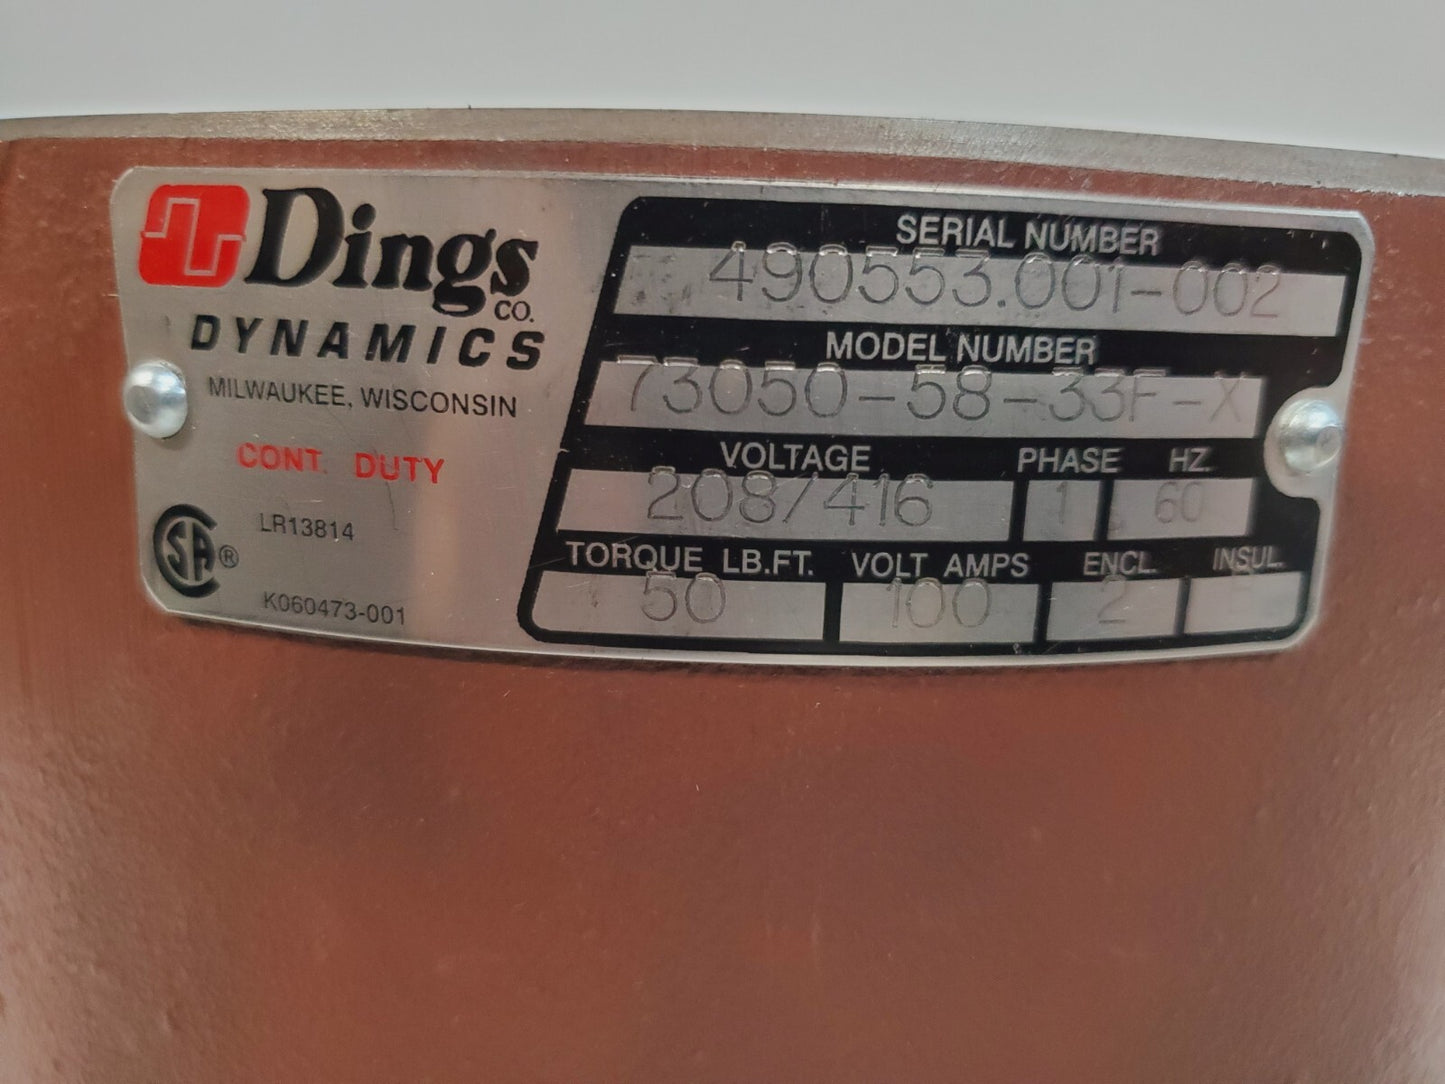 Dings
CO.
DYNAMICS
MILWAUKEE, WISCONSIN
CONT. DUTY
LR13814
SA ®
K060473-001
SERIAL NUMBER
490553.001-002
MODEL NUMBER
73050-58-33F-X
VOLTAGE PHASE HZ.
208/416 1 60
TORQUE LB.FT. VOLT AMPS ENCL. INSUL.
50 100 2